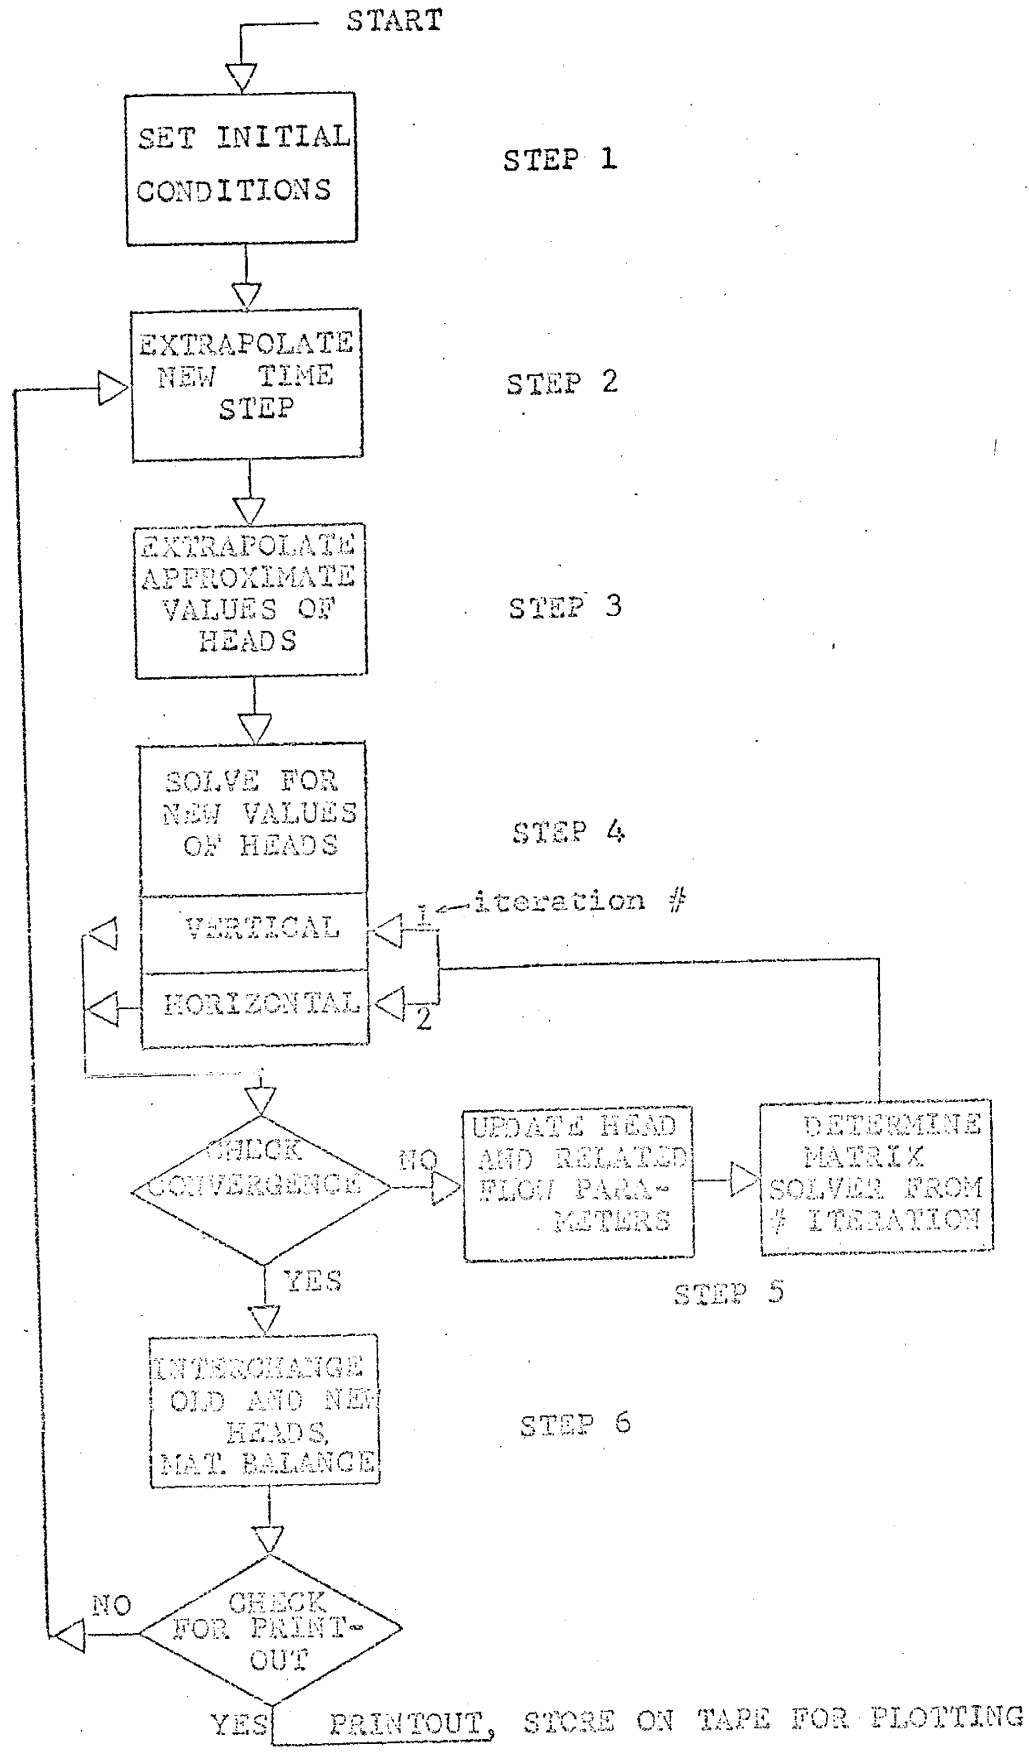 START
SET INITIAL
CONDITIONS
STEP 1
EXTRAPOLATE
NEW TIME
STEP
STEP 2
EXTRAPOLATE
APPROXIMATE
VALUES OF
HEADS
STEP 3
SOLVE FOR
NEW VALUES
OF HEADS
STEP 4
1 iteration #
VERTICAL
HORIZONTAL
2
CHECK
CONVERGENCE
NO
UPDATE HEAD
AND RELATED
FLOW PARA-
METERS
DETERMINE
MATRIX
SOLVER FROM
# ITERATION
STEP 5
YES
INTERCHANGE
OLD AND NEW
HEADS,
MAT. BALANCE
STEP 6
NO
CHECK
FOR PRINT-
OUT
YES PRINTOUT, STORE ON TAPE FOR PLOTTING